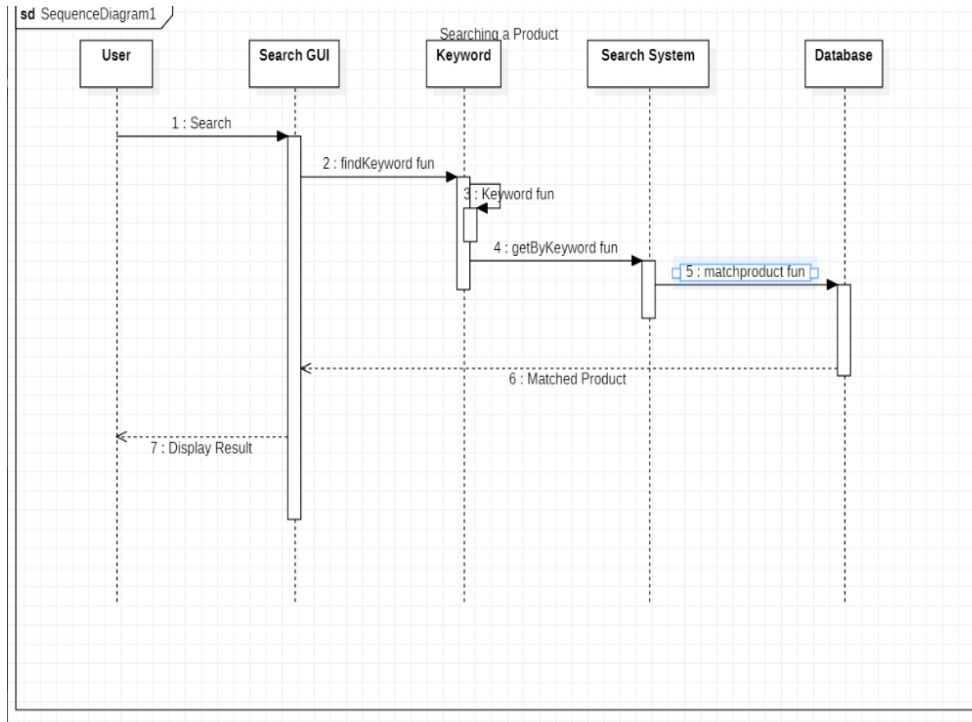 sd SequenceDiagram1
Searching a Product
User
Search GUI
Keyword
Search System
Database
1 : Search
2 : findKeyword fun
3 : Keyword fun
4 : getByKeyword fun
5 : matchproduct fun
6 : Matched Product
7 : Display Result